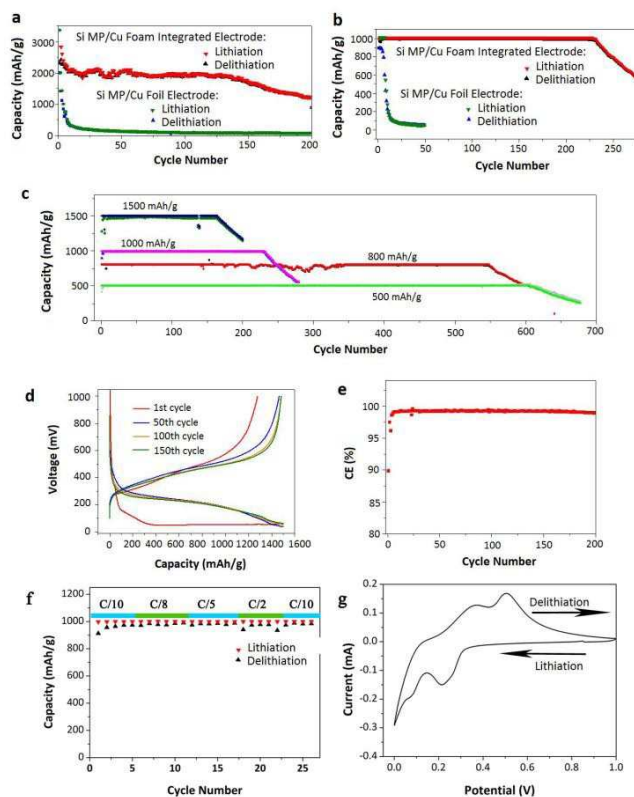 a
Si MP/Cu Foam Integrated Electrode:
Lithiation
Delithiation
Si MP/Cu Foil Electrode:
Lithiation
Delithiation
Capacity (mAh/g)
3000
2000
1000
0
0 50 100 150 200
Cycle Number
b
Si MP/Cu Foam Integrated Electrode:
Lithiation
Delithiation
Si MP/Cu Foil Electrode:
Lithiation
Delithiation
Capacity (mAh/g)
1000
800
600
400
200
0
0 50 100 150 200 250
Cycle Number
c
1500 mAh/g
1000 mAh/g
800 mAh/g
500 mAh/g
Capacity (mAh/g)
1500
1000
500
0
0 100 200 300 400 500 600 700
Cycle Number
d
1st cycle
50th cycle
100th cycle
150th cycle
Voltage (mV)
1000
800
600
400
200
0
0 200 400 600 800 1000 1200 1400 1600
Capacity (mAh/g)
e
CE (%)
100
95
90
85
80
0 50 100 150 200
Cycle Number
f
C/10 C/8 C/5 C/2 C/10
Lithiation
Delithiation
Capacity (mAh/g)
1200
1000
800
600
400
200
0
0 5 10 15 20 25
Cycle Number
g
Delithiation
Lithiation
Current (mA)
0.2
0.1
0.0
-0.1
-0.2
-0.3
-0.4
0.0 0.2 0.4 0.6 0.8 1.0
Potential (V)